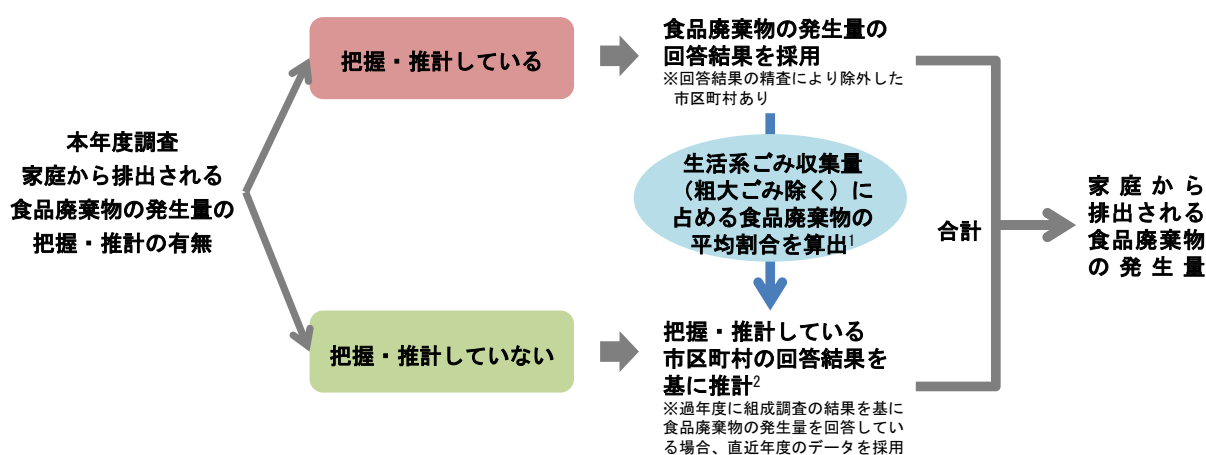 本年度調査
家庭から排出される
食品廃棄物の発生量の
把握・推計の有無
把握・推計している
食品廃棄物の発生量の
回答結果を採用
※回答結果の精査により除外した
市区町村あり
生活系ごみ収集量
（粗大ごみ除く）に
占める食品廃棄物の
平均割合を算出1
把握・推計していない
把握・推計している
市区町村の回答結果を
基に推計2
※過年度に組成調査の結果を基に
食品廃棄物の発生量を回答してい
る場合、直近年度のデータを採用
合計
家庭から
排出される
食品廃棄物
の発生量